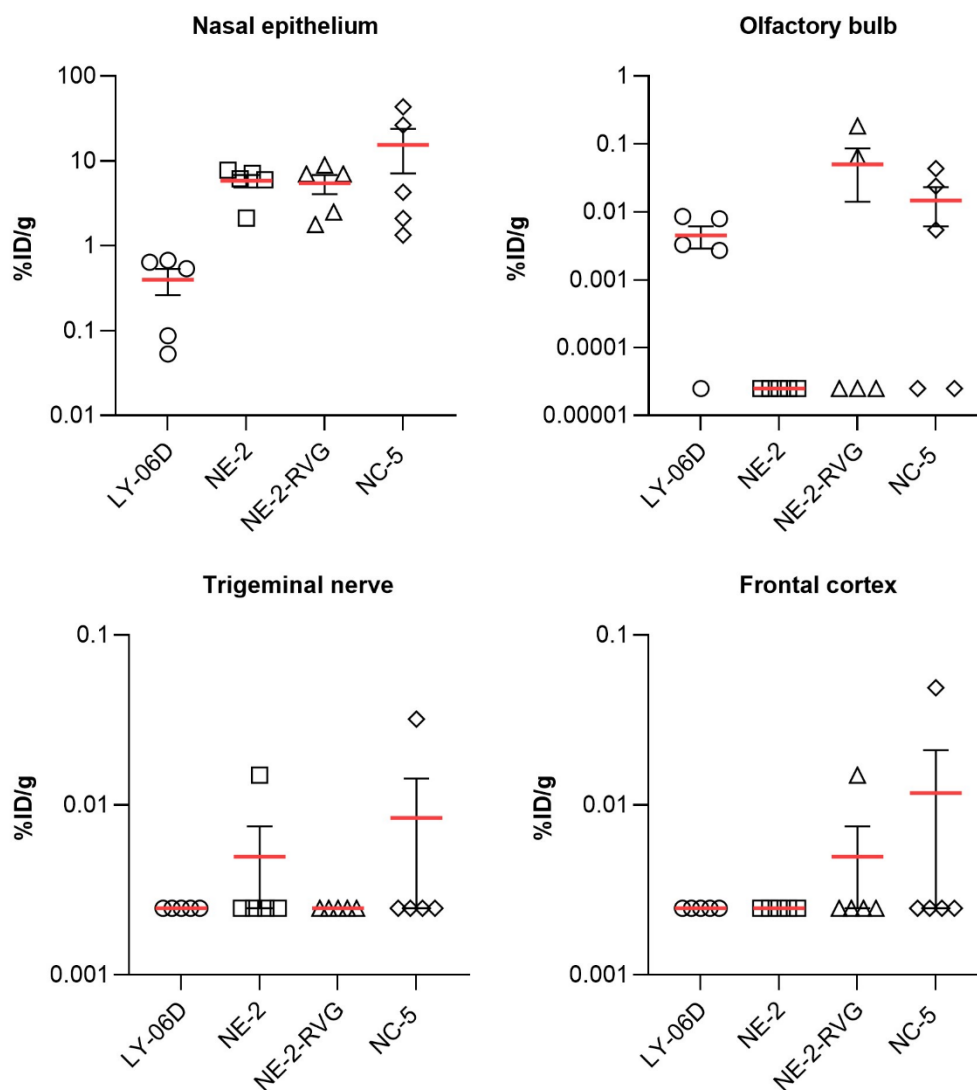 Nasal epithelium
%ID/g
100
10
1
0.1
0.01
LY-06D
NE-2
NE-2-RVG
NC-5
Olfactory bulb
%ID/g
1
0.1
0.01
0.001
0.0001
0.00001
LY-06D
NE-2
NE-2-RVG
NC-5
Trigeminal nerve
%ID/g
0.1
0.01
0.001
LY-06D
NE-2
NE-2-RVG
NC-5
Frontal cortex
%ID/g
0.1
0.01
0.001
LY-06D
NE-2
NE-2-RVG
NC-5